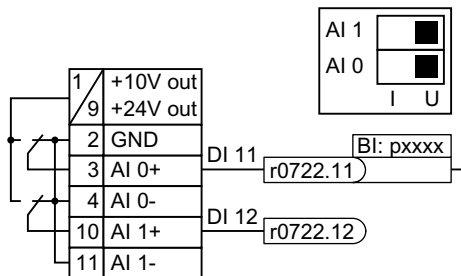 AI 1
AI 0
I U
1 +10V out
9 +24V out
2 GND
3 AI 0+
4 AI 0-
10 AI 1+
11 AI 1-
DI 11
r0722.11
BI: pxxxx
DI 12
r0722.12